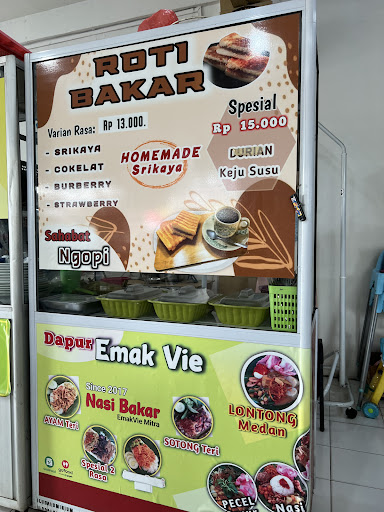 ROTI
BAKAR
Varian Rasa: Rp 13.000.
- SRIKAYA
- COKELAT
- BURBERRY
- STRAWBERRY
HOMEMADE
Srikaya
Spesial
Rp 15.000
DURIAN
Keju Susu
Sahabat
Ngopi
Dapur Emak Vie
Since 2017
Nasi Bakar
EmakVie Mitra
AYAM Teri
Spesial 2
Rasa
SOTONG Teri
LONTONG
Medan
gofood
PECEL
Nasi